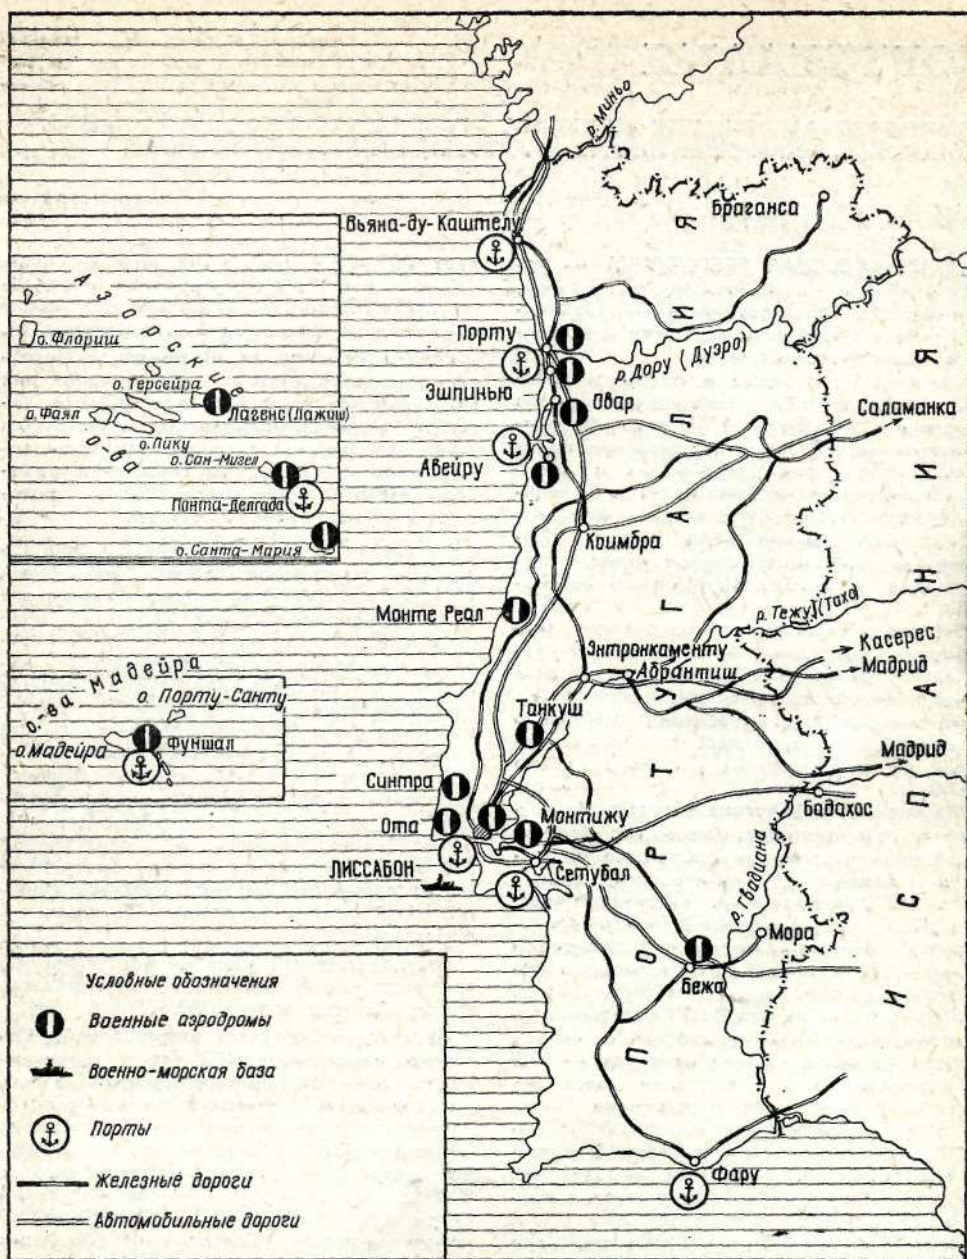 р. Миньо
Браганса
Вьяна-ду-Каштелу
Азорские
о-ва
о. Флориш
о. Терсейра
Лагенс (Лажиш)
о. Фаял
о. Пику
о. Сан-Мигел
Понта-Делгада
о. Санта-Мария
Порту
р. Дору (Дуэро)
Эшпинью
Овар
Авейру
Саламанка
Коимбра
Монте Реал
р. Тежу (Тахо)
Энтронкаменту
Абрантиш
Касерес
Мадрид
Танкуш
о-ва Мадейра
о. Порту-Санту
о. Мадейра
Фуншал
Мадрид
Синтра
Бадахос
Ота
Монтижу
ЛИССАБОН
Сетубал
р. Гвадиана
Мора
Бежа
Фару
ПОРТУГАЛИЯ
ИСПАНИЯ
Условные обозначения
Военные аэродромы
Военно-морская база
Порты
Железные дороги
Автомобильные дороги